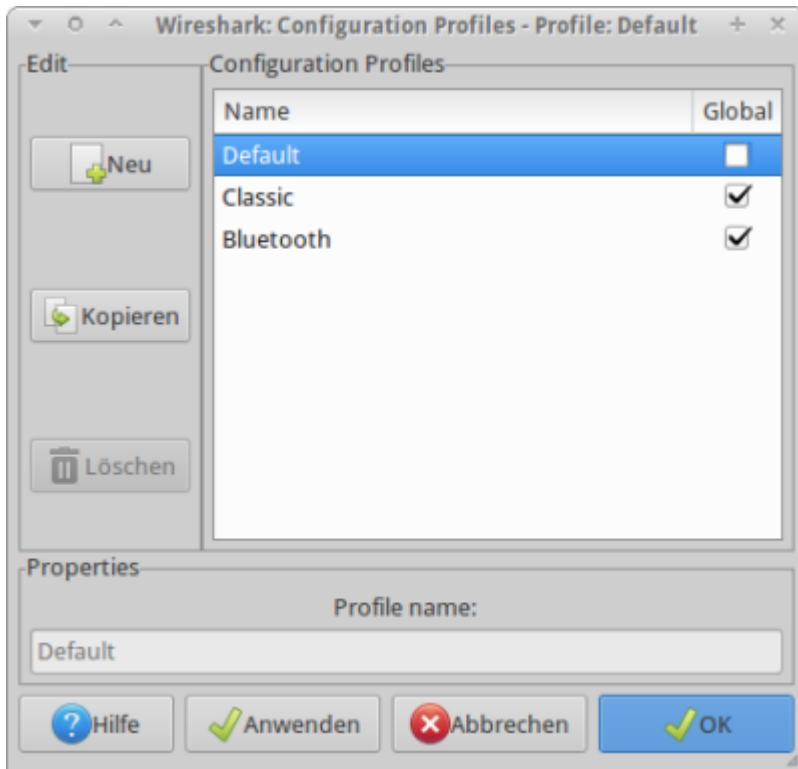 Wireshark: Configuration Profiles - Profile: Default
Edit
Configuration Profiles
Name Global
Neu
Default
Classic
Bluetooth
Kopieren
Löschen
Properties
Profile name:
Default
Hilfe Anwenden Abbrechen OK